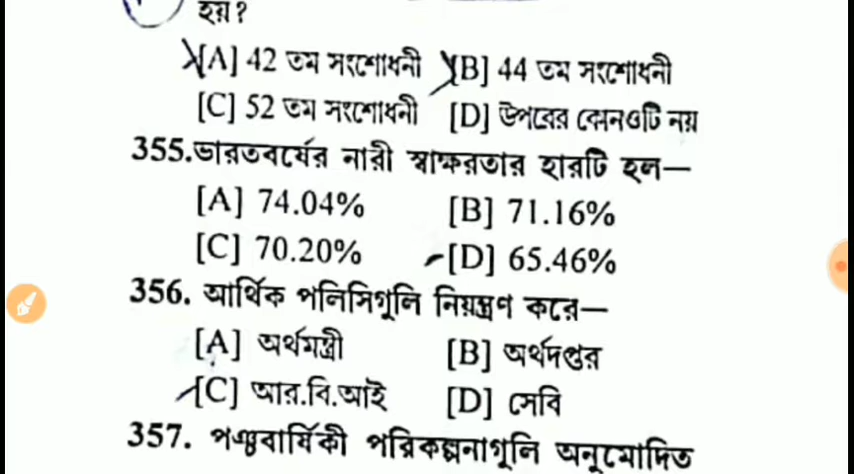 হয়?
[A] 42 তম সংশোধনী [B] 44 তম সংশোধনী
[C] 52 তম সংশোধনী [D] উপরের কোনওটি নয়
355.ভারতবর্ষের নারী স্বাক্ষরতার হারটি হল—
[A] 74.04% [B] 71.16%
[C] 70.20% [D] 65.46%
356. আর্থিক পলিসিগুলি নিয়ন্ত্রণ করে—
[A] অর্থমন্ত্রী [B] অর্থদপ্তর
[C] আর.বি.আই [D] সেবি
357. পঞ্চবার্ষিকী পরিকল্পনাগুলি অনুমোদিত